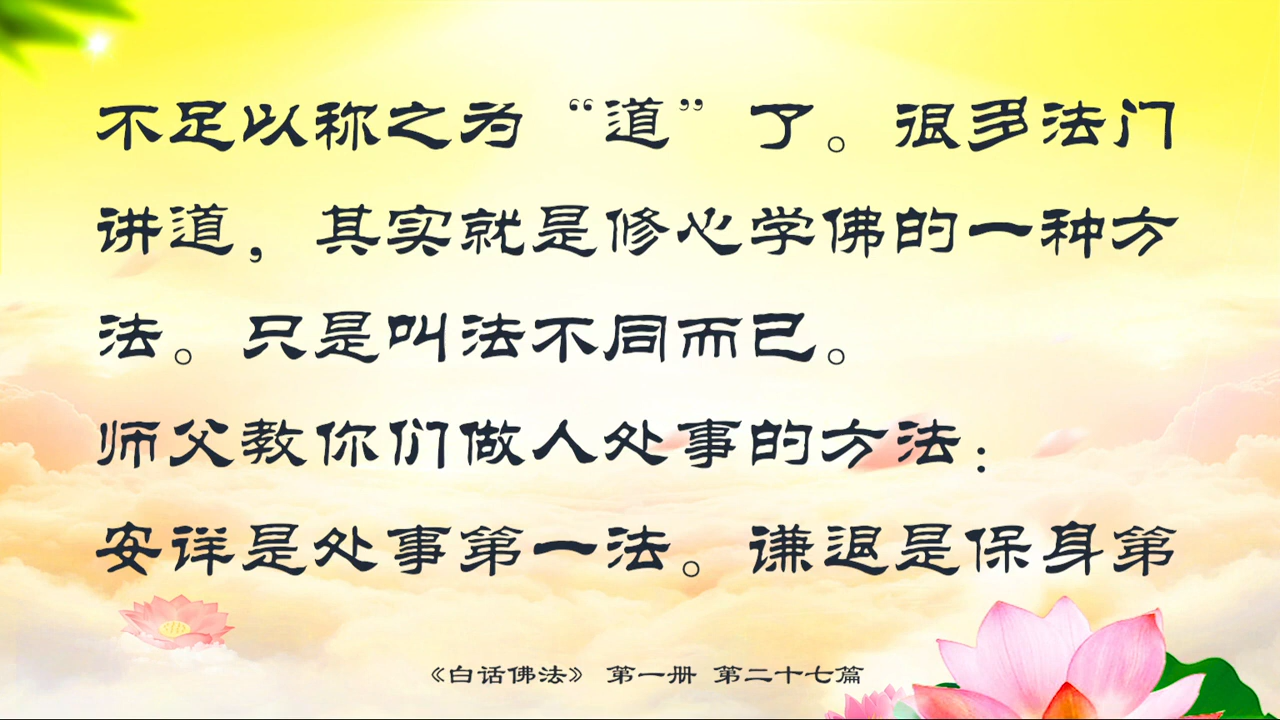 不足以称之为“道”了。很多法门
讲道，其实就是修心学佛的一种方
法。只是叫法不同而已。
师父教你们做人处事的方法：
安详是处事第一法。谦退是保身第
《白话佛法》 第一册 第二十七篇